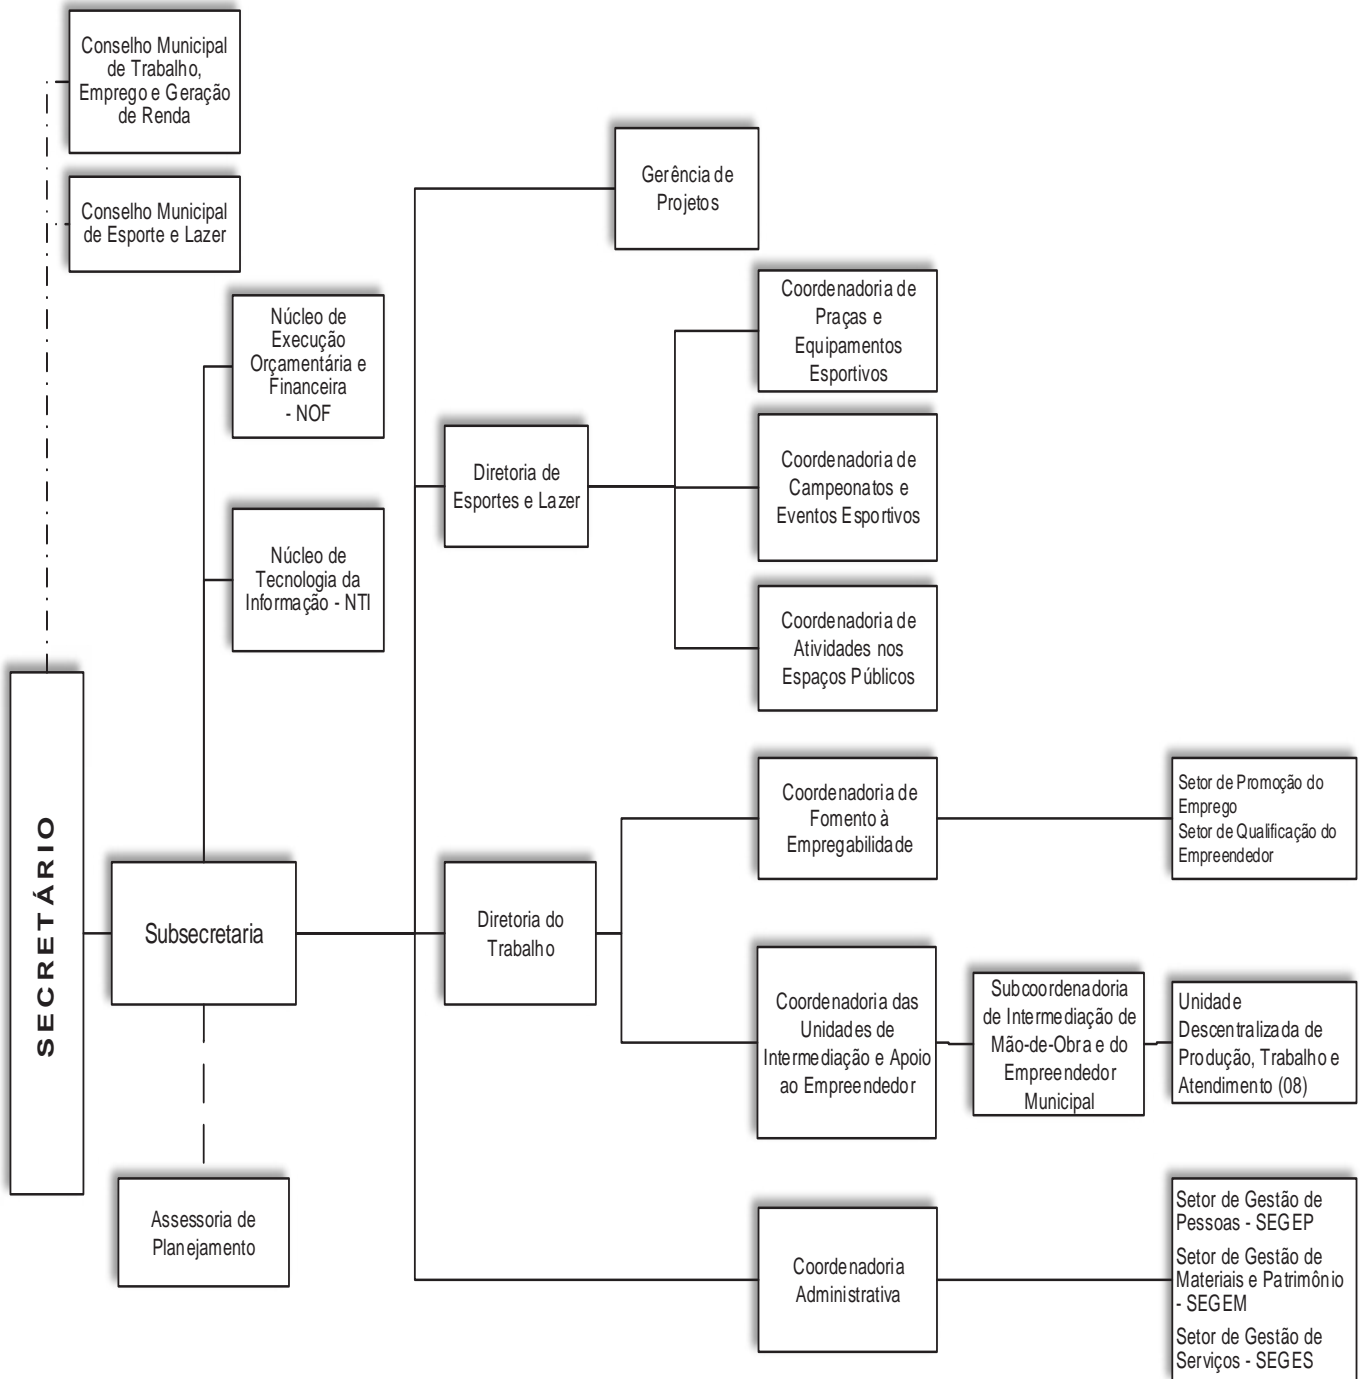 Conselho Municipal
de Trabalho,
Emprego e Geração
de Renda
Conselho Municipal
de Esporte e Lazer
Gerência de
Projetos
Núcleo de
Execução
Orçamentária e
Financeira
- NOF
Coordenadoria de
Praças e
Equipamentos
Esportivos
Diretoria de
Esportes e Lazer
Coordenadoria de
Campeonatos e
Eventos Esportivos
Núcleo de
Tecnologia da
Informação - NTI
Coordenadoria de
Atividades nos
Espaços Públicos
SECRETÁRIO
Subsecretaria
Diretoria do
Trabalho
Coordenadoria de
Fomento à
Empregabilidade
Setor de Promoção do
Emprego
Setor de Qualificação do
Empreendedor
Coordenadoria das
Unidades de
Intermediação e Apoio
ao Empreendedor
Subcoordenadoria
de Intermediação de
Mão-de-Obra e do
Empreendedor
Municipal
Unidade
Descentralizada de
Produção, Trabalho e
Atendimento (08)
Assessoria de
Planejamento
Coordenadoria
Administrativa
Setor de Gestão de
Pessoas - SEGEP
Setor de Gestão de
Materiais e Patrimônio
- SEGEM
Setor de Gestão de
Serviços - SEGES